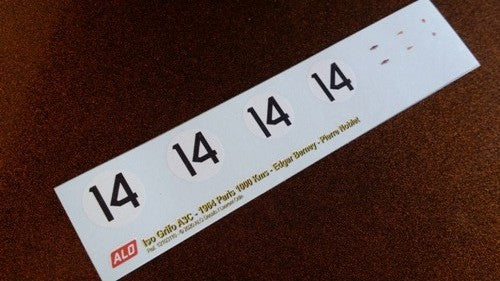 14 14 14 14
ALD
Iso Grifo A3C - 1964 Paris 1000 Kms - Edgar Berney - Pierre Noblet